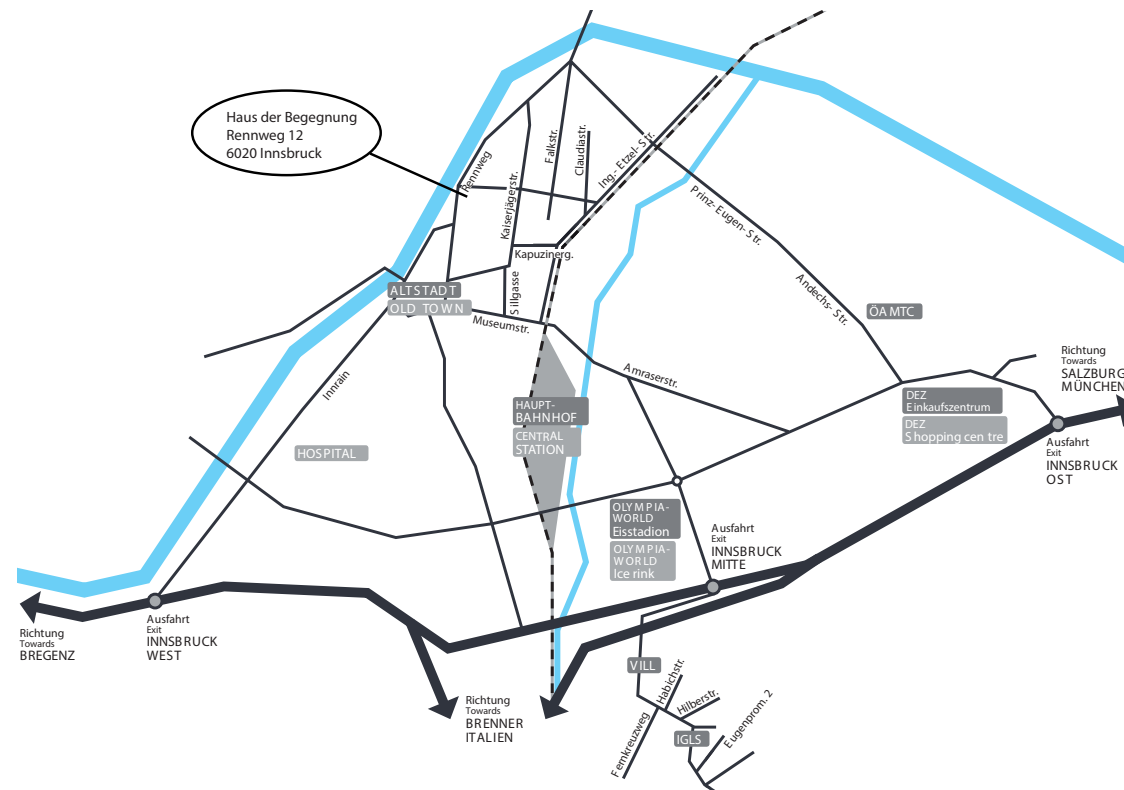 Haus der Begegnung
Rennweg 12
6020 Innsbruck
Rennweg
Kaiserjägerstr.
Falkstr.
Claudiastr.
Ing.- Etzel- Str.
Prinz- Eugen- Str.
Andechs- Str.
Kapuzinerg.
Sillgasse
Museumstr.
ALTSTADT
OLD TOWN
Innrain
Amraserstr.
ÖAMTC
HOSPITAL
HAUPT-
BAHNHOF
CENTRAL
STATION
DEZ
Einkaufszentrum
DEZ
Shopping centre
Richtung
Towards
SALZBURG
MÜNCHEN
Ausfahrt
Exit
INNSBRUCK
OST
OLYMPIA-
WORLD
Eisstadion
OLYMPIA-
WORLD
Ice rink
Ausfahrt
Exit
INNSBRUCK
MITTE
Ausfahrt
Exit
INNSBRUCK
WEST
Richtung
Towards
BREGENZ
Richtung
Towards
BRENNER
ITALIEN
VILL
Habichstr.
Hilberstr.
Fernkreuzweg
IGLS
Eugenprom. 2